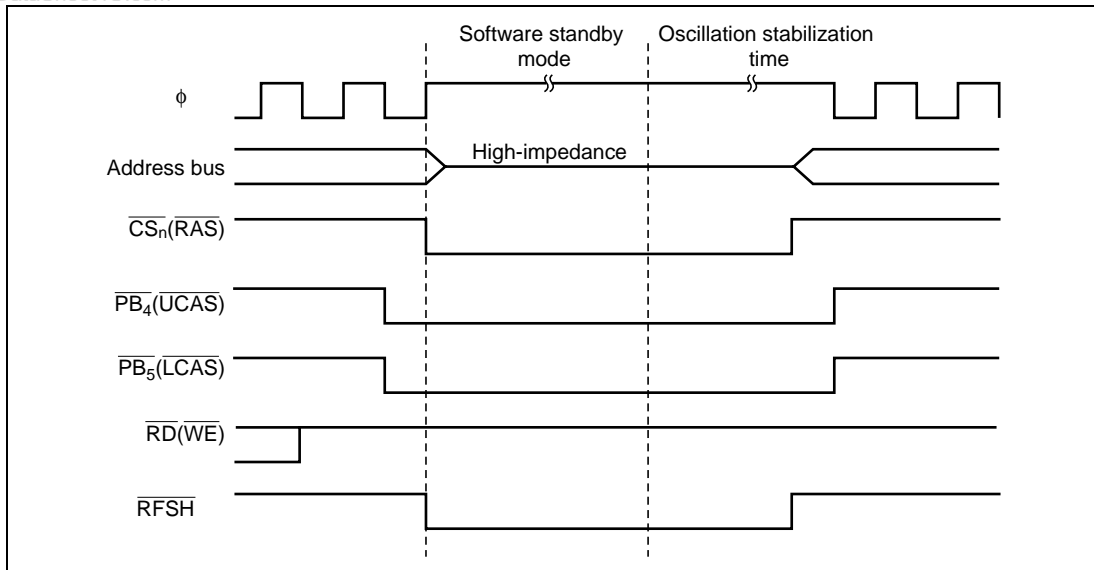 Software standby
mode
Oscillation stabilization
time
φ
Address bus
High-impedance
CSn(RAS)
PB4(UCAS)
PB5(LCAS)
RD(WE)
RFSH